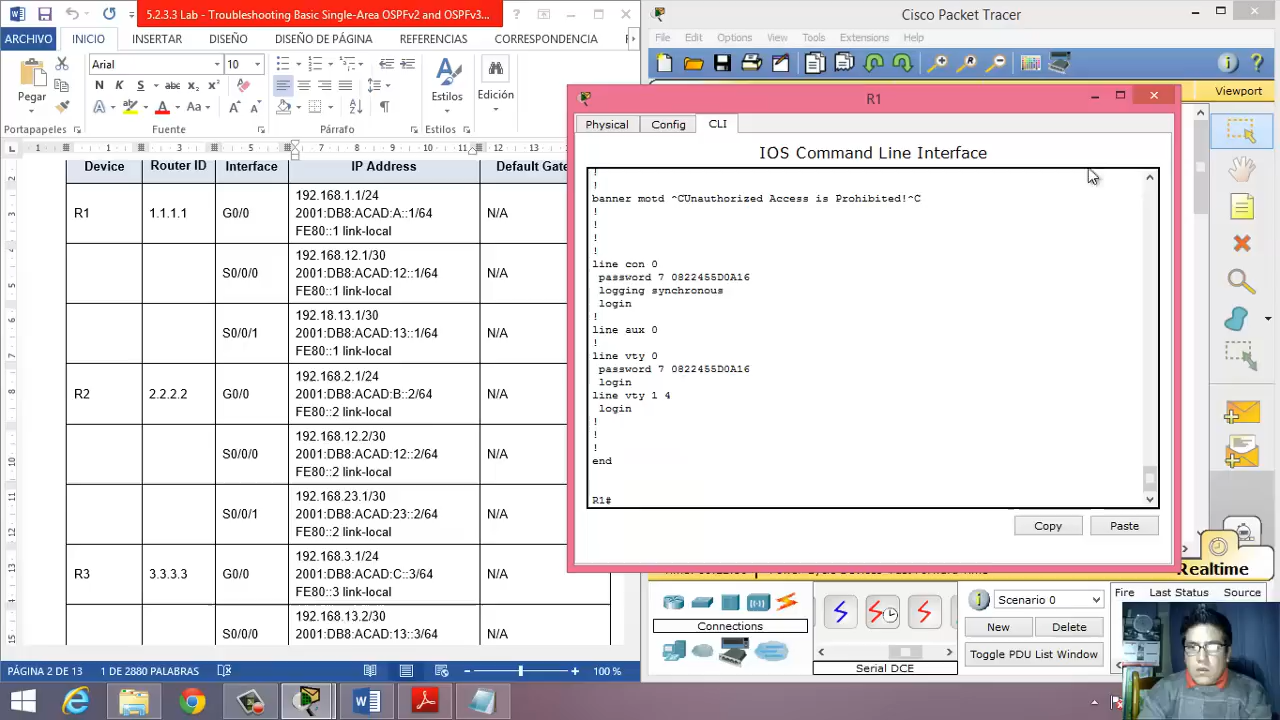 5.2.3.3 Lab - Troubleshooting Basic Single-Area OSPFv2 and OSPFv3...
ARCHIVO INICIO INSERTAR DISEÑO DISEÑO DE PÁGINA REFERENCIAS CORRESPONDENCIA
Arial 10
Pegar
N K S
Estilos
Edición
Portapapeles Fuente Párrafo Estilos
Device Router ID Interface IP Address Default Gate
R1 1.1.1.1 G0/0
192.168.1.1/24
2001:DB8:ACAD:A::1/64
FE80::1 link-local
N/A
S0/0/0
192.168.12.1/30
2001:DB8:ACAD:12::1/64
FE80::1 link-local
N/A
S0/0/1
192.18.13.1/30
2001:DB8:ACAD:13::1/64
FE80::1 link-local
N/A
R2 2.2.2.2 G0/0
192.168.2.1/24
2001:DB8:ACAD:B::2/64
FE80::2 link-local
N/A
S0/0/0
192.168.12.2/30
2001:DB8:ACAD:12::2/64
FE80::2 link-local
N/A
S0/0/1
192.168.23.1/30
2001:DB8:ACAD:23::2/64
FE80::2 link-local
N/A
R3 3.3.3.3 G0/0
192.168.3.1/24
2001:DB8:ACAD:C::3/64
FE80::3 link-local
N/A
S0/0/0
192.168.13.2/30
2001:DB8:ACAD:13::3/64
N/A
PÁGINA 2 DE 13 1 DE 2880 PALABRAS 100 %
Cisco Packet Tracer
File Edit Options View Tools Extensions Help
Viewport
R1
Physical Config CLI
IOS Command Line Interface
!
!
banner motd ^CUnauthorized Access is Prohibited!^C
!
!
!
!
line con 0
password 7 0822455D0A16
logging synchronous
login
!
line aux 0
!
line vty 0
password 7 0822455D0A16
login
line vty 1 4
login
!
!
!
end
R1#
Copy Paste
Realtime
Connections
Serial DCE
Scenario 0
New Delete
Toggle PDU List Window
Fire Last Status Source